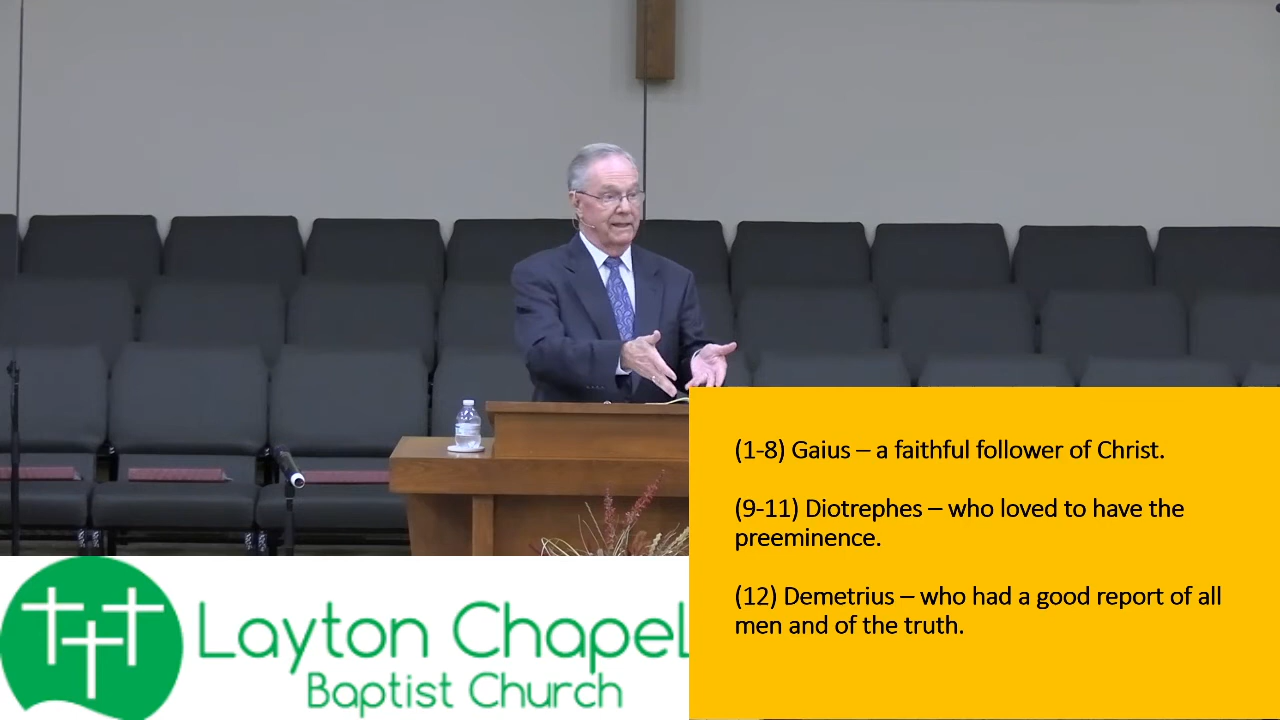 (1-8) Gaius – a faithful follower of Christ.
(9-11) Diotrephes – who loved to have the
preeminence.
(12) Demetrius – who had a good report of all
men and of the truth.
Layton Chapel
Baptist Church